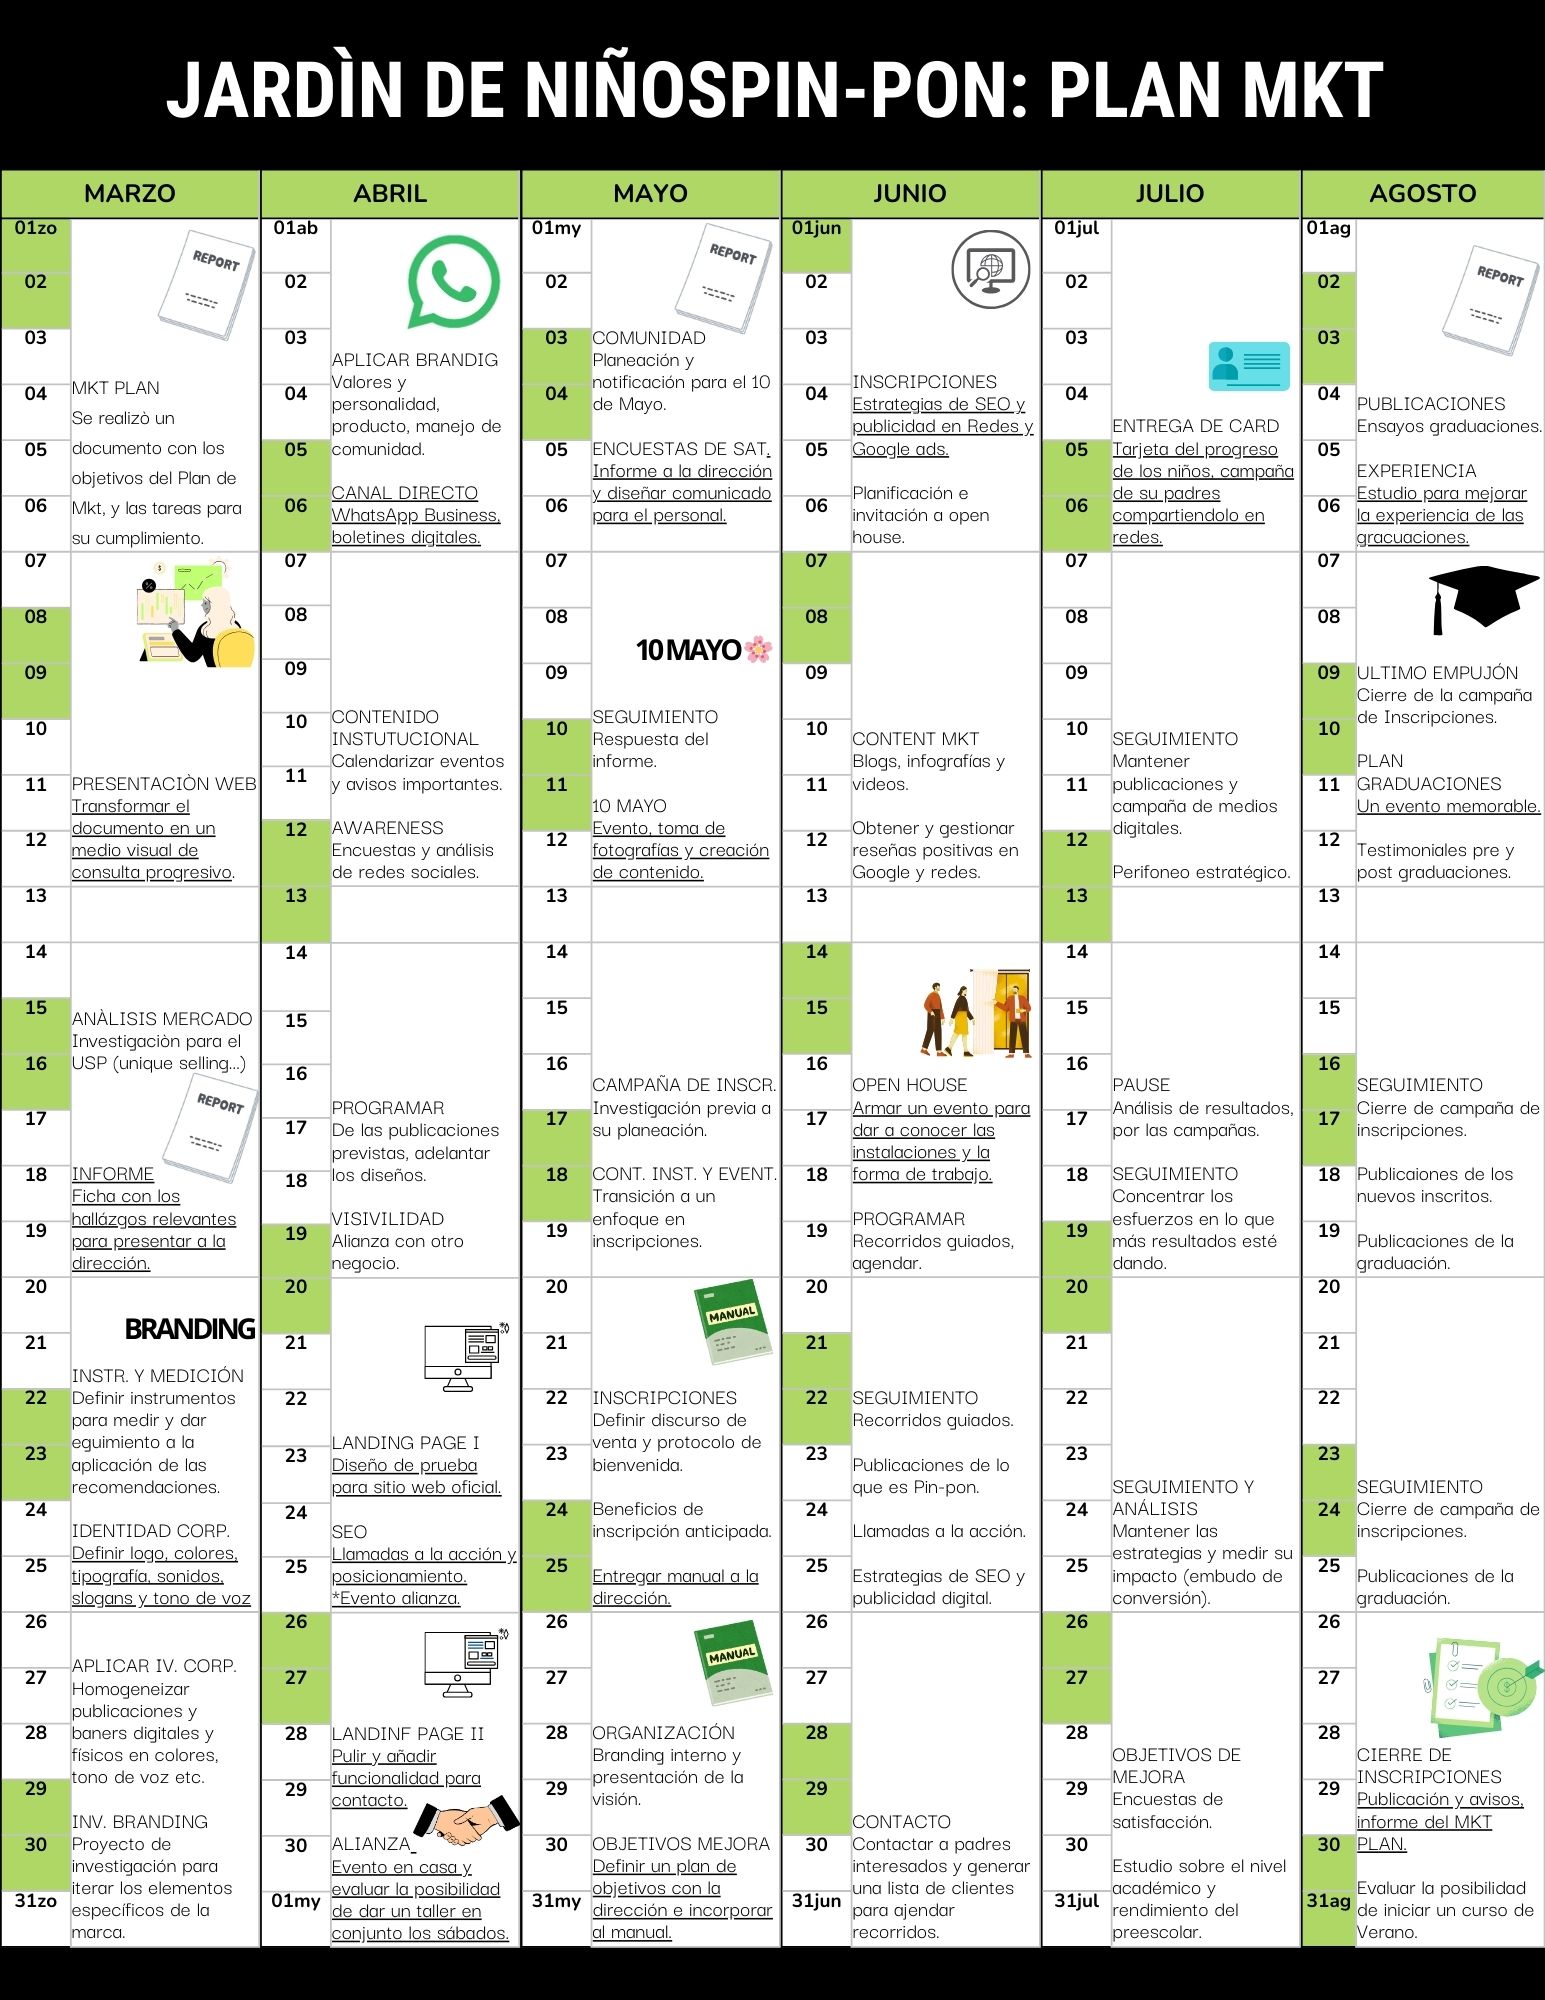 JARDÌN DE NIÑOSPIN-PON: PLAN MKT
MARZO
01zo
02
03
04
05
06
07
08
09
10
11
12
13
14
15
16
17
18
19
20
21
22
23
24
25
26
27
28
29
30
31zo
REPORT
MKT PLAN
Se realizò un
documento con los
objetivos del Plan de
Mkt, y las tareas para
su cumplimiento.
PRESENTACIÒN WEB
Transformar el
documento en un
medio visual de
consulta progresivo.
ANÀLISIS MERCADO
Investigaciòn para el
USP (unique selling...)
REPORT
INFORME
Ficha con los
hallázgos relevantes
para presentar a la
dirección.
BRANDING
INSTR. Y MEDICIÓN
Definir instrumentos
para medir y dar
eguimiento a la
aplicación de las
recomendaciones.
IDENTIDAD CORP.
Definir logo, colores,
tipografía, sonidos,
slogans y tono de voz
APLICAR IV. CORP.
Homogeneizar
publicaciones y
baners digitales y
físicos en colores,
tono de voz etc.
INV. BRANDING
Proyecto de
investigación para
iterar los elementos
específicos de la
marca.
ABRIL
01ab
02
03
04
05
06
07
08
09
10
11
12
13
14
15
16
17
18
19
20
21
22
23
24
25
26
27
28
29
30
01my
APLICAR BRANDIG
Valores y
personalidad,
producto, manejo de
comunidad.
CANAL DIRECTO
WhatsApp Business,
boletines digitales.
CONTENIDO
INSTUTUCIONAL
Calendarizar eventos
y avisos importantes.
AWARENESS
Encuestas y análisis
de redes sociales.
PROGRAMAR
De las publicaciones
previstas, adelantar
los diseños.
VISIVILIDAD
Alianza con otro
negocio.
LANDING PAGE I
Diseño de prueba
para sitio web oficial.
SEO
Llamadas a la acción y
posicionamiento.
*Evento alianza.
LANDINF PAGE II
Pulir y añadir
funcionalidad para
contacto.
ALIANZA
Evento en casa y
evaluar la posibilidad
de dar un taller en
conjunto los sábados.
MAYO
01my
02
03
04
05
06
07
08
09
10
11
12
13
14
15
16
17
18
19
20
21
22
23
24
25
26
27
28
29
30
31my
REPORT
COMUNIDAD
Planeación y
notificación para el 10
de Mayo.
ENCUESTAS DE SAT.
Informe a la dirección
y diseñar comunicado
para el personal.
10 MAYO
SEGUIMIENTO
Respuesta del
informe.
10 MAYO
Evento, toma de
fotografías y creación
de contenido.
CAMPAÑA DE INSCR.
Investigación previa a
su planeación.
CONT. INST. Y EVENT.
Transición a un
enfoque en
inscripciones.
MANUAL
INSCRIPCIONES
Definir discurso de
venta y protocolo de
bienvenida.
Beneficios de
inscripción anticipada.
Entregar manual a la
dirección.
MANUAL
ORGANIZACIÓN
Branding interno y
presentación de la
visión.
OBJETIVOS MEJORA
Definir un plan de
objetivos con la
dirección e incorporar
al manual.
JUNIO
01jun
02
03
04
05
06
07
08
09
10
11
12
13
14
15
16
17
18
19
20
21
22
23
24
25
26
27
28
29
30
31jun
INSCRIPCIONES
Estrategias de SEO y
publicidad en Redes y
Google ads.
Planificación e
invitación a open
house.
CONTENT MKT
Blogs, infografías y
videos.
Obtener y gestionar
reseñas positivas en
Google y redes.
OPEN HOUSE
Armar un evento para
dar a conocer las
instalaciones y la
forma de trabajo.
PROGRAMAR
Recorridos guiados,
agendar.
SEGUIMIENTO
Recorridos guiados.
Publicaciones de lo
que es Pin-pon.
Llamadas a la acción.
Estrategias de SEO y
publicidad digital.
CONTACTO
Contactar a padres
interesados y generar
una lista de clientes
para ajendar
recorridos.
JULIO
01jul
02
03
04
05
06
07
08
09
10
11
12
13
14
15
16
17
18
19
20
21
22
23
24
25
26
27
28
29
30
31jul
ENTREGA DE CARD
Tarjeta del progreso
de los niños, campaña
de su padres
compartiendolo en
redes.
SEGUIMIENTO
Mantener
publicaciones y
campaña de medios
digitales.
Perifoneo estratégico.
PAUSE
Análisis de resultados,
por las campañas.
SEGUIMIENTO
Concentrar los
esfuerzos en lo que
más resultados esté
dando.
SEGUIMIENTO Y
ANÁLISIS
Mantener las
estrategias y medir su
impacto (embudo de
conversión).
OBJETIVOS DE
MEJORA
Encuestas de
satisfacción.
Estudio sobre el nivel
académico y
rendimiento del
preescolar.
AGOSTO
01ag
02
03
04
05
06
07
08
09
10
11
12
13
14
15
16
17
18
19
20
21
22
23
24
25
26
27
28
29
30
31ag
REPORT
PUBLICACIONES
Ensayos graduaciones.
EXPERIENCIA
Estudio para mejorar
la experiencia de las
gracuaciones.
ULTIMO EMPUJÓN
Cierre de la campaña
de Inscripciones.
PLAN
GRADUACIONES
Un evento memorable.
Testimoniales pre y
post graduaciones.
SEGUIMIENTO
Cierre de campaña de
inscripciones.
Publicaiones de los
nuevos inscritos.
Publicaciones de la
graduación.
SEGUIMIENTO
Cierre de campaña de
inscripciones.
Publicaciones de la
graduación.
CIERRE DE
INSCRIPCIONES
Publicación y avisos,
informe del MKT
PLAN.
Evaluar la posibilidad
de iniciar un curso de
Verano.